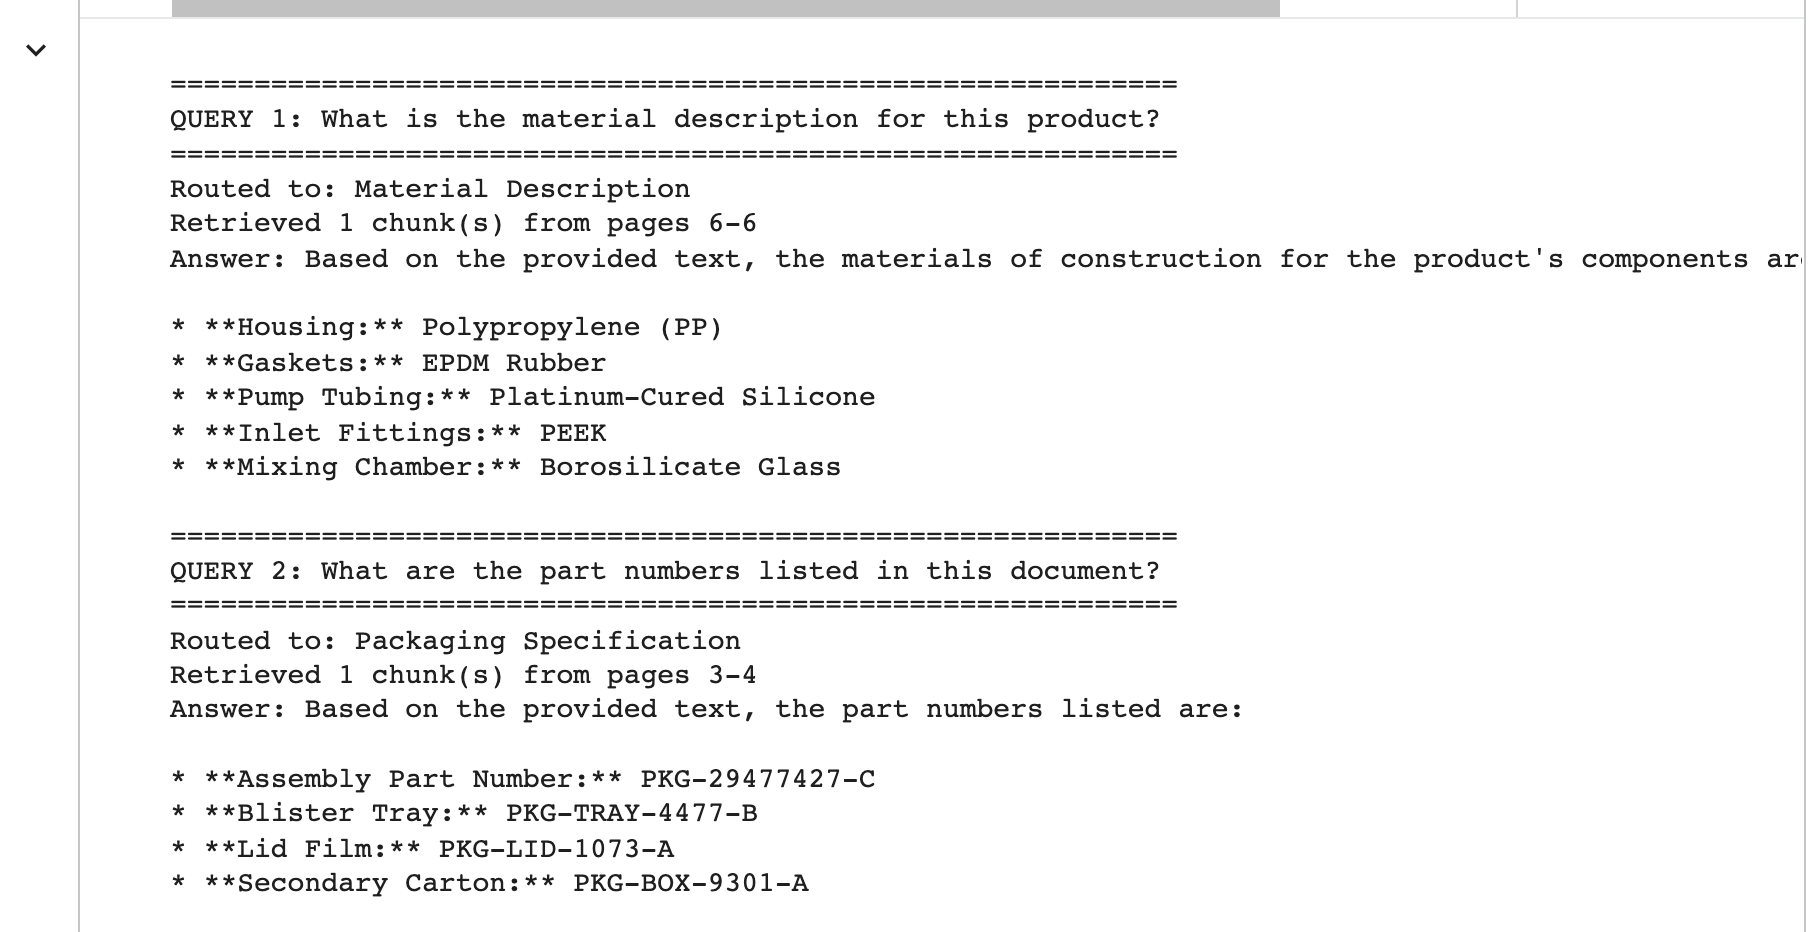 ============================================================
QUERY 1: What is the material description for this product?
============================================================
Routed to: Material Description
Retrieved 1 chunk(s) from pages 6-6
Answer: Based on the provided text, the materials of construction for the product's components
* **Housing:** Polypropylene (PP)
* **Gaskets:** EPDM Rubber
* **Pump Tubing:** Platinum-Cured Silicone
* **Inlet Fittings:** PEEK
* **Mixing Chamber:** Borosilicate Glass
============================================================
QUERY 2: What are the part numbers listed in this document?
============================================================
Routed to: Packaging Specification
Retrieved 1 chunk(s) from pages 3-4
Answer: Based on the provided text, the part numbers listed are:
* **Assembly Part Number:** PKG-29477427-C
* **Blister Tray:** PKG-TRAY-4477-B
* **Lid Film:** PKG-LID-1073-A
* **Secondary Carton:** PKG-BOX-9301-A